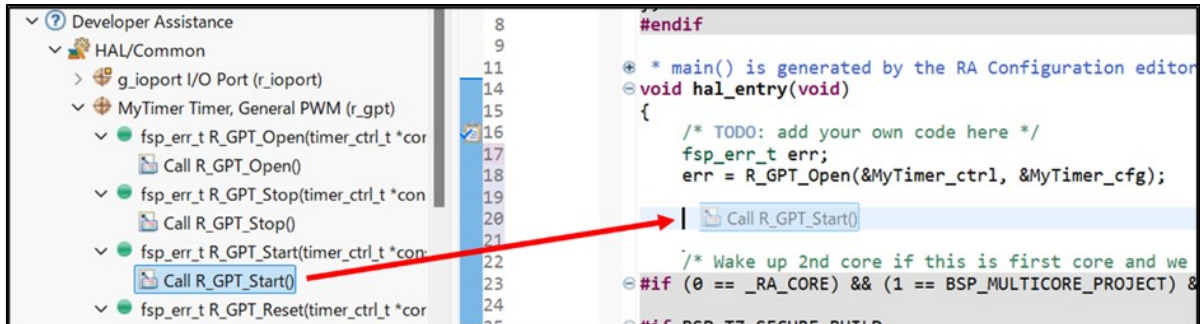 Developer Assistance
HAL/Common
g_ioport I/O Port (r_ioport)
MyTimer Timer, General PWM (r_gpt)
fsp_err_t R_GPT_Open(timer_ctrl_t *cor
Call R_GPT_Open()
fsp_err_t R_GPT_Stop(timer_ctrl_t *con
Call R_GPT_Stop()
fsp_err_t R_GPT_Start(timer_ctrl_t *con
Call R_GPT_Start()
fsp_err_t R_GPT_Reset(timer_ctrl_t *cor
8 #endif
9
11 * main() is generated by the RA Configuration editor
14 void hal_entry(void)
15 {
16 /* TODO: add your own code here */
17 fsp_err_t err;
18 err = R_GPT_Open(&MyTimer_ctrl, &MyTimer_cfg);
19
20 Call R_GPT_Start()
21
22 /* Wake up 2nd core if this is first core and we
23 #if (0 == _RA_CORE) && (1 == BSP_MULTICORE_PROJECT) &
24